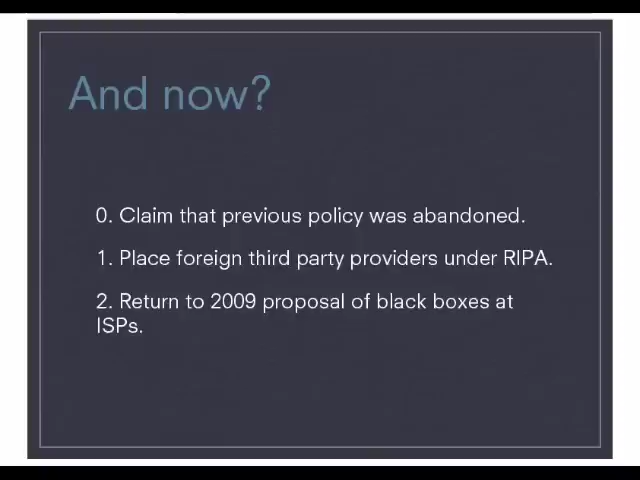 And now?
0. Claim that previous policy was abandoned.
1. Place foreign third party providers under RIPA.
2. Return to 2009 proposal of black boxes at
ISPs.